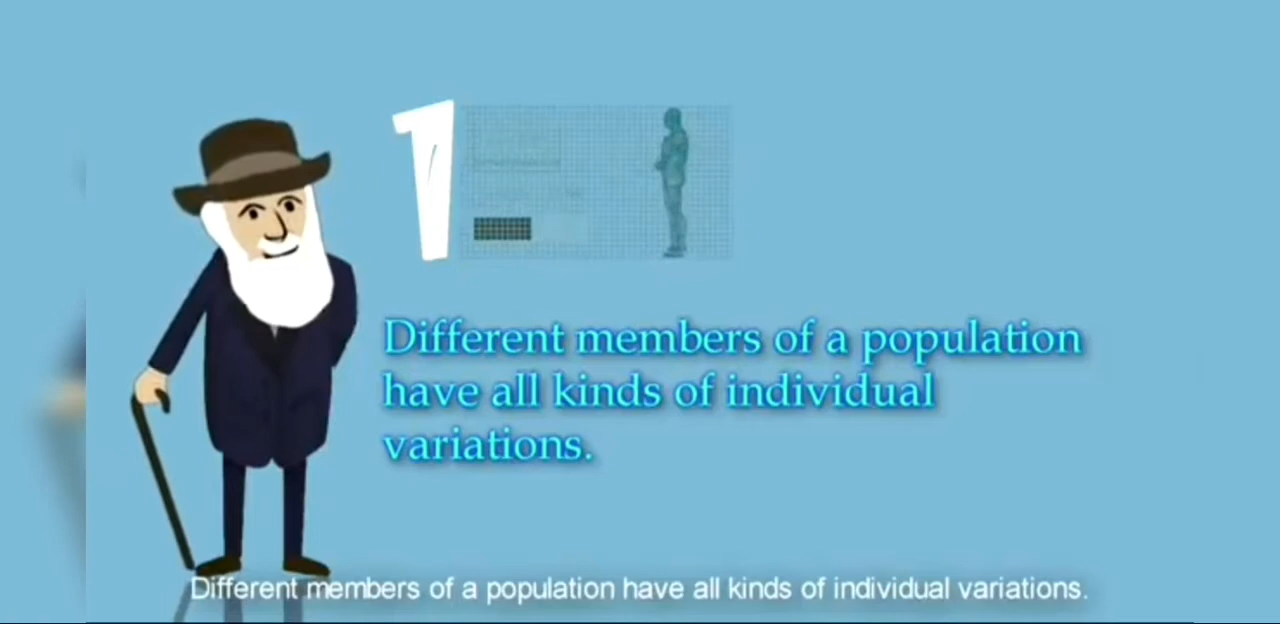 1
Different members of a population
have all kinds of individual
variations.
Different members of a population have all kinds of individual variations.